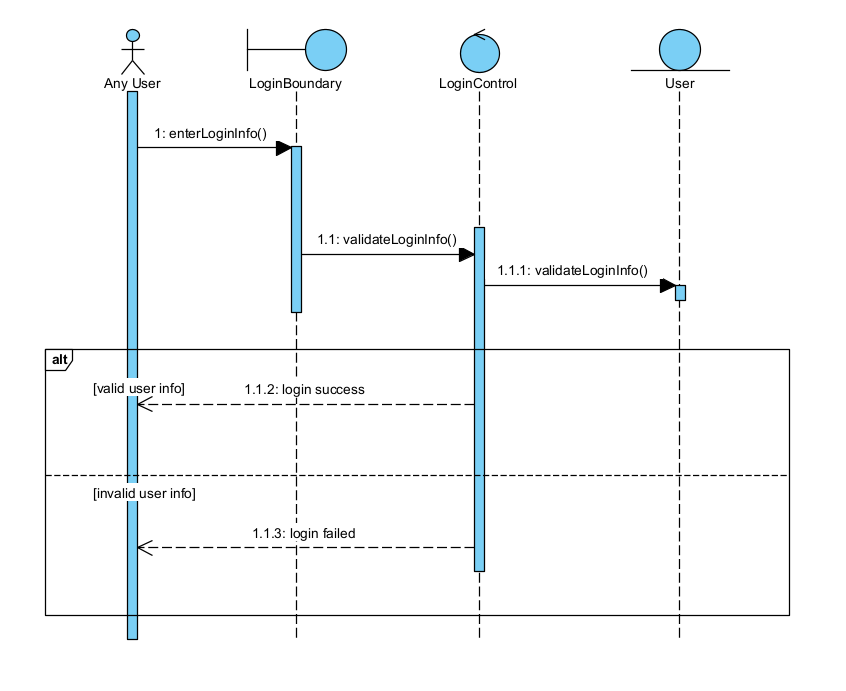 Any User
LoginBoundary
LoginControl
User
1: enterLoginInfo()
1.1: validateLoginInfo()
1.1.1: validateLoginInfo()
alt
[valid user info]
1.1.2: login success
[invalid user info]
1.1.3: login failed